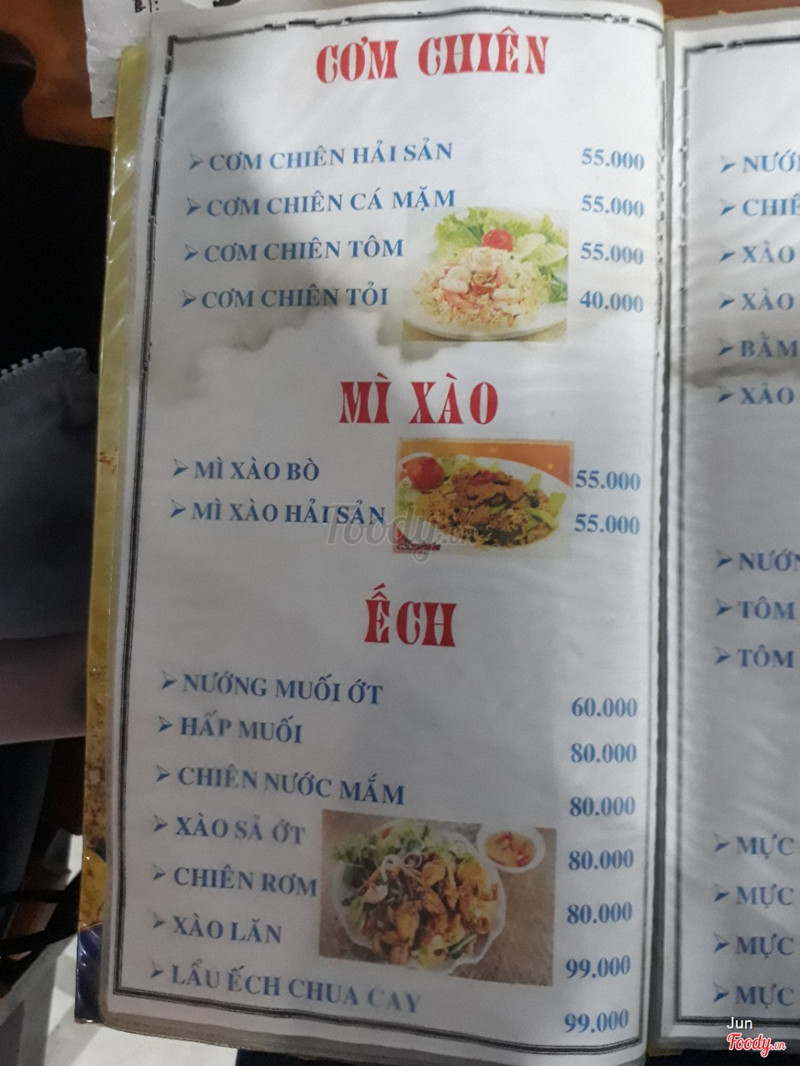 CƠM CHIÊN
CƠM CHIÊN HẢI SẢN 55.000
CƠM CHIÊN CÁ MẶM 55.000
CƠM CHIÊN TÔM 55.000
CƠM CHIÊN TỎI 40.000
MÌ XÀO
MÌ XÀO BÒ 55.000
MÌ XÀO HẢI SẢN 55.000
ẾCH
NƯỚNG MUỐI ỚT 60.000
HẤP MUỐI 80.000
CHIÊN NƯỚC MẮM 80.000
XÀO SẢ ỚT 80.000
CHIÊN RƠM 80.000
XÀO LĂN 99.000
LẨU ẾCH CHUA CAY 99.000
XÀO
XÀO
BẰM
XÀO
TÔM
TÔM
MỰC
MỰC
MỰC
MỰC
Foody.vn
Jun
Foody.vn